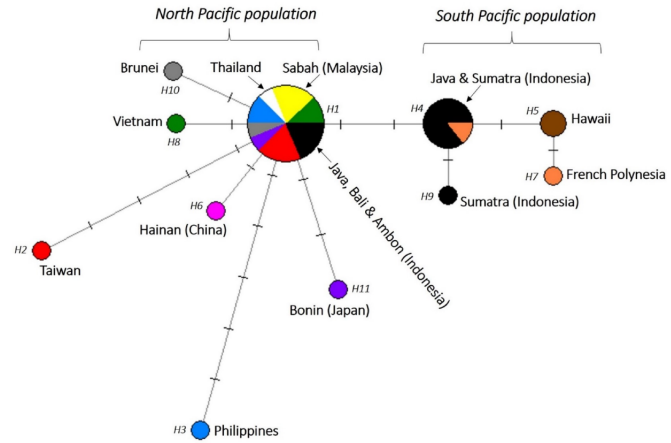 North Pacific population
South Pacific population
Brunei
Thailand
Sabah (Malaysia)
Java & Sumatra (Indonesia)
H10
H1
H4
H5
Hawaii
Vietnam
H8
H7
French Polynesia
H9
Sumatra (Indonesia)
H6
Hainan (China)
Java, Bali & Ambon (Indonesia)
H2
Taiwan
H11
Bonin (Japan)
H3
Philippines